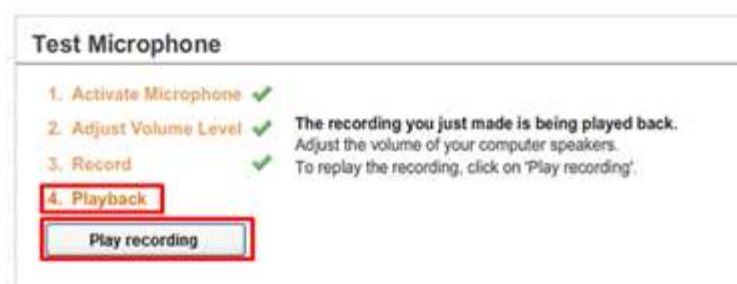 Test Microphone
1. Activate Microphone
2. Adjust Volume Level
3. Record
4. Playback
Play recording
The recording you just made is being played back.
Adjust the volume of your computer speakers.
To replay the recording, click on 'Play recording'.